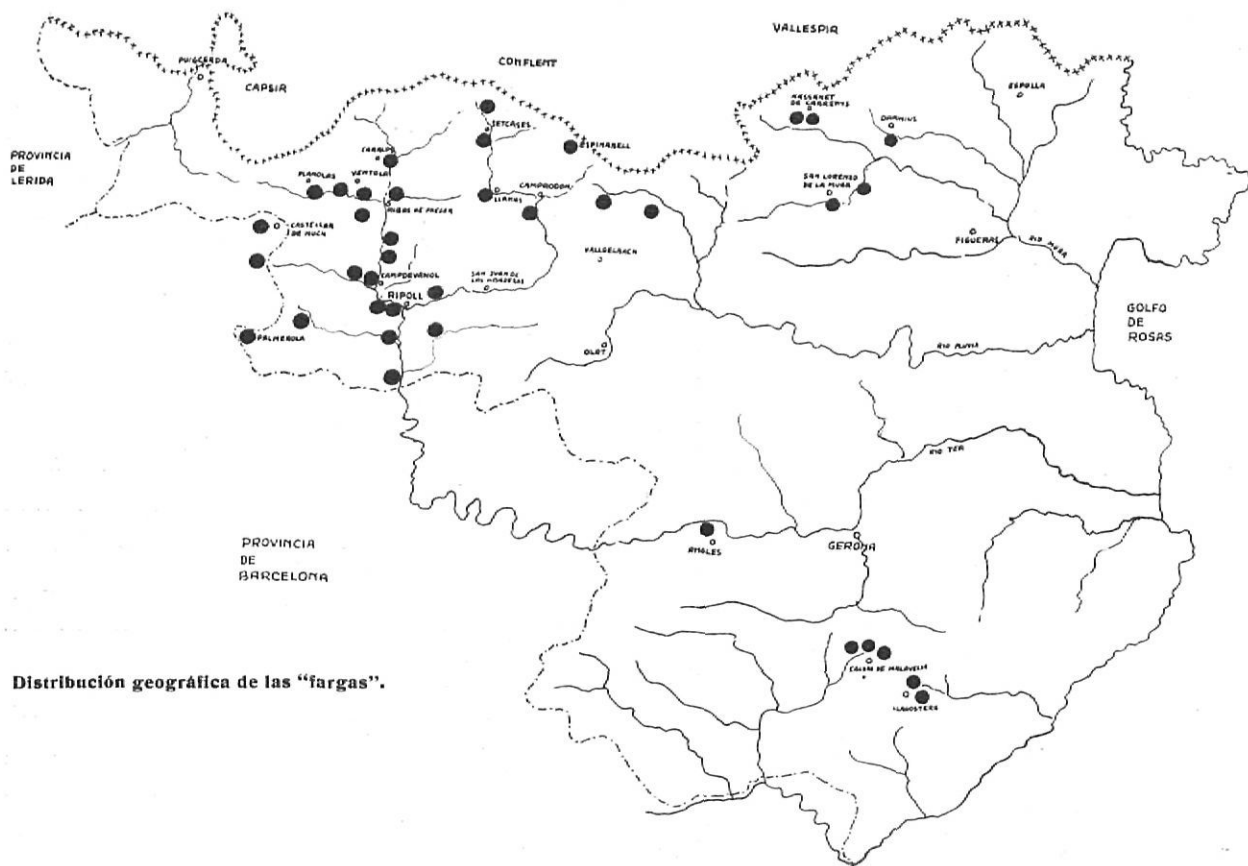 VALLESPIR
CONFLENT
PUIGCERDA
CAPSIR
MASSANET
DE CABRENYS
ESPOLLA
SETCASES
DARNIUS
ESPINABELL
PROVINCIA
DE
LERIDA
CARALPS
PLANOLAS
VENTOLA
LLANAS
CAMPRODON
SAN LORENZO
DE LA MUGA
RIBAS DE FRESER
CASTELLAR
DE NUCH
FIGUERAS
RIO MUGA
VALLFELBACH
CAMPDEVANOL
SAN JUAN DE
LAS ABADESAS
RIPOLL
GOLFO
DE
ROSAS
PALMEROLA
OLOT
RIO FLUVIA
RIO TER
PROVINCIA
DE
BARCELONA
AMALES
GERONA
CALDAS DE MALAVELLA
LLAGOSTERA
Distribución geográfica de las “fargas”.